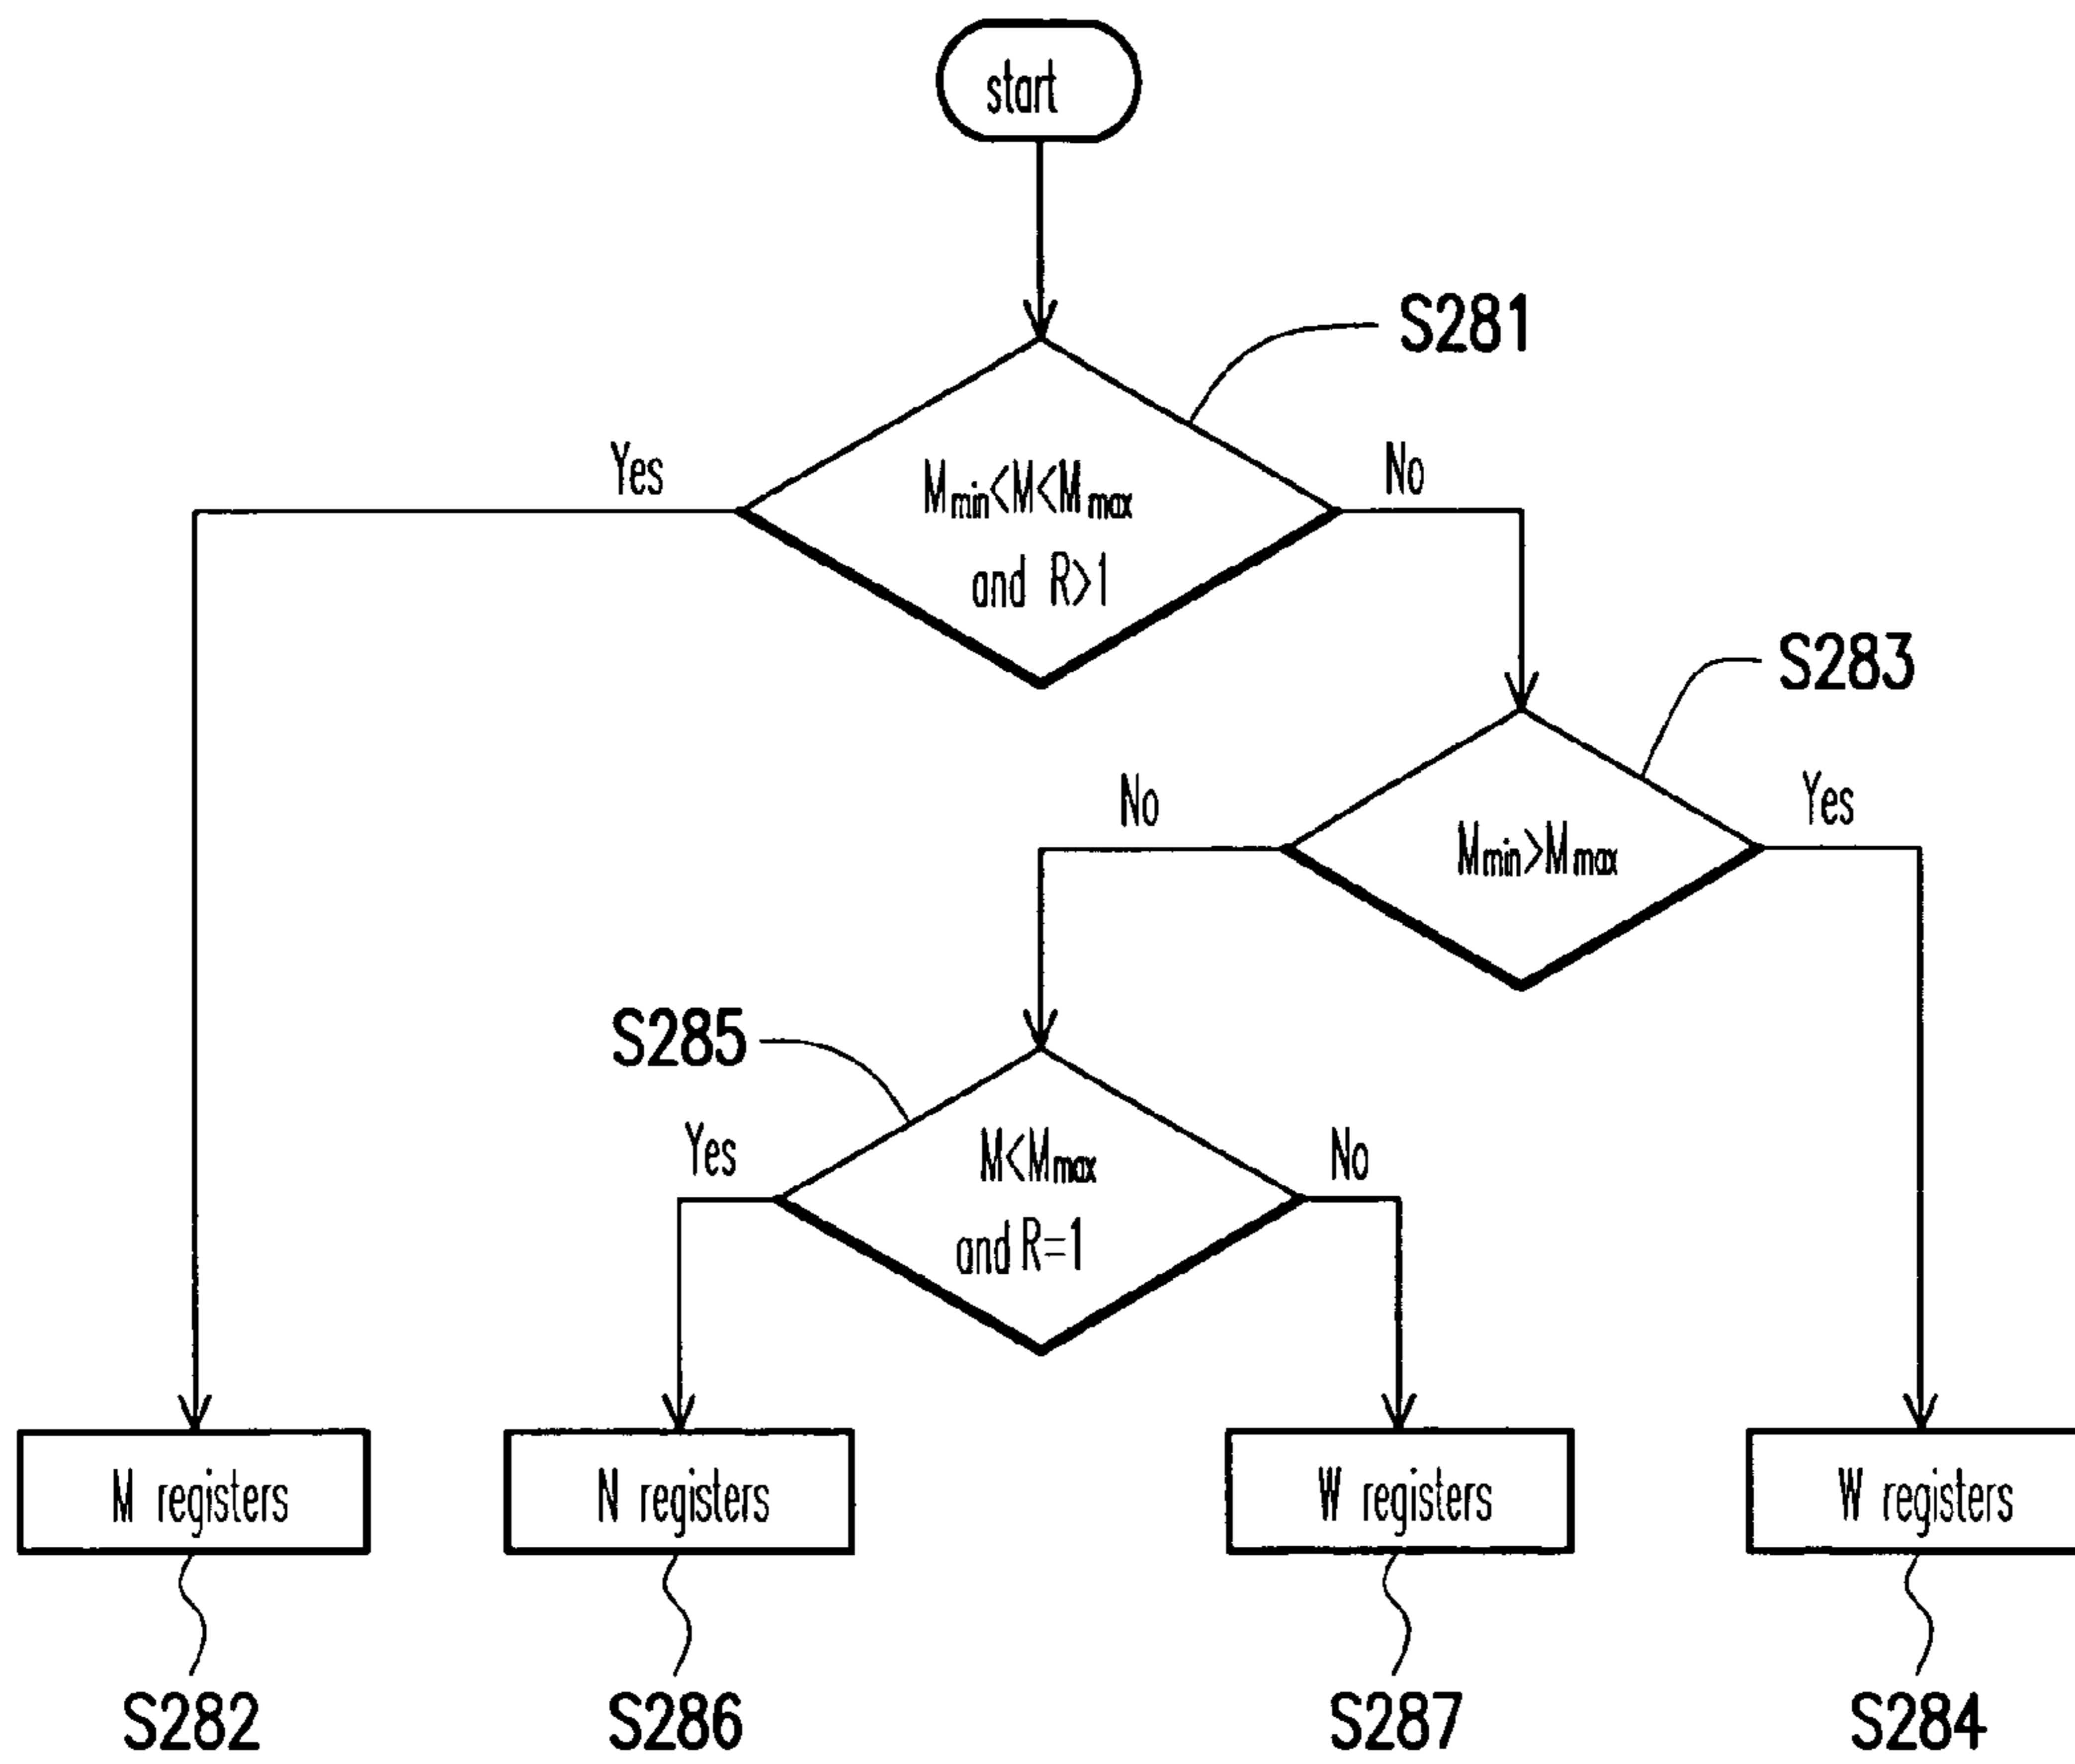 start
S281
Yes
No
Mmin<M<Mmax
and R>1
S283
No
Yes
Mmin>Mmax
S285
Yes
No
M<Mmax
and R=1
M registers
N registers
W registers
W registers
S282
S286
S287
S284